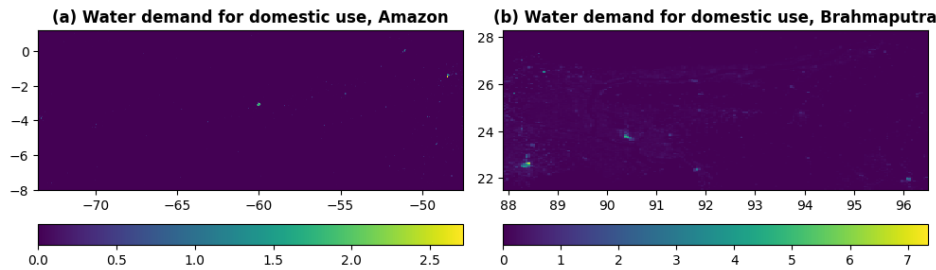 (a) Water demand for domestic use, Amazon
(b) Water demand for domestic use, Brahmaputra
0
−2
−4
−6
−8
−70 −65 −60 −55 −50
0.0 0.5 1.0 1.5 2.0 2.5
28
26
24
22
88 89 90 91 92 93 94 95 96
0 1 2 3 4 5 6 7